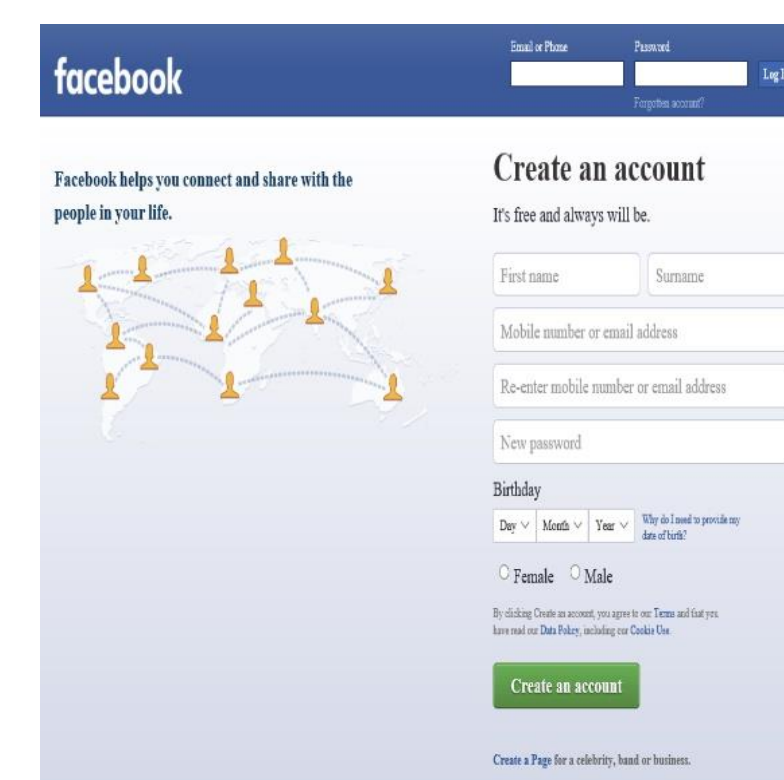 facebook
Email or Phone
Password
Forgotten account?
Facebook helps you connect and share with the
people in your life.
Create an account
It's free and always will be.
First name
Surname
Mobile number or email address
Re-enter mobile number or email address
New password
Birthday
Day
Month
Year
Why do I need to provide my
date of birth?
Female
Male
By clicking Create an account, you agree to our Terms and that you
have read our Data Policy, including our Cookie Use.
Create an account
Create a Page for a celebrity, band or business.